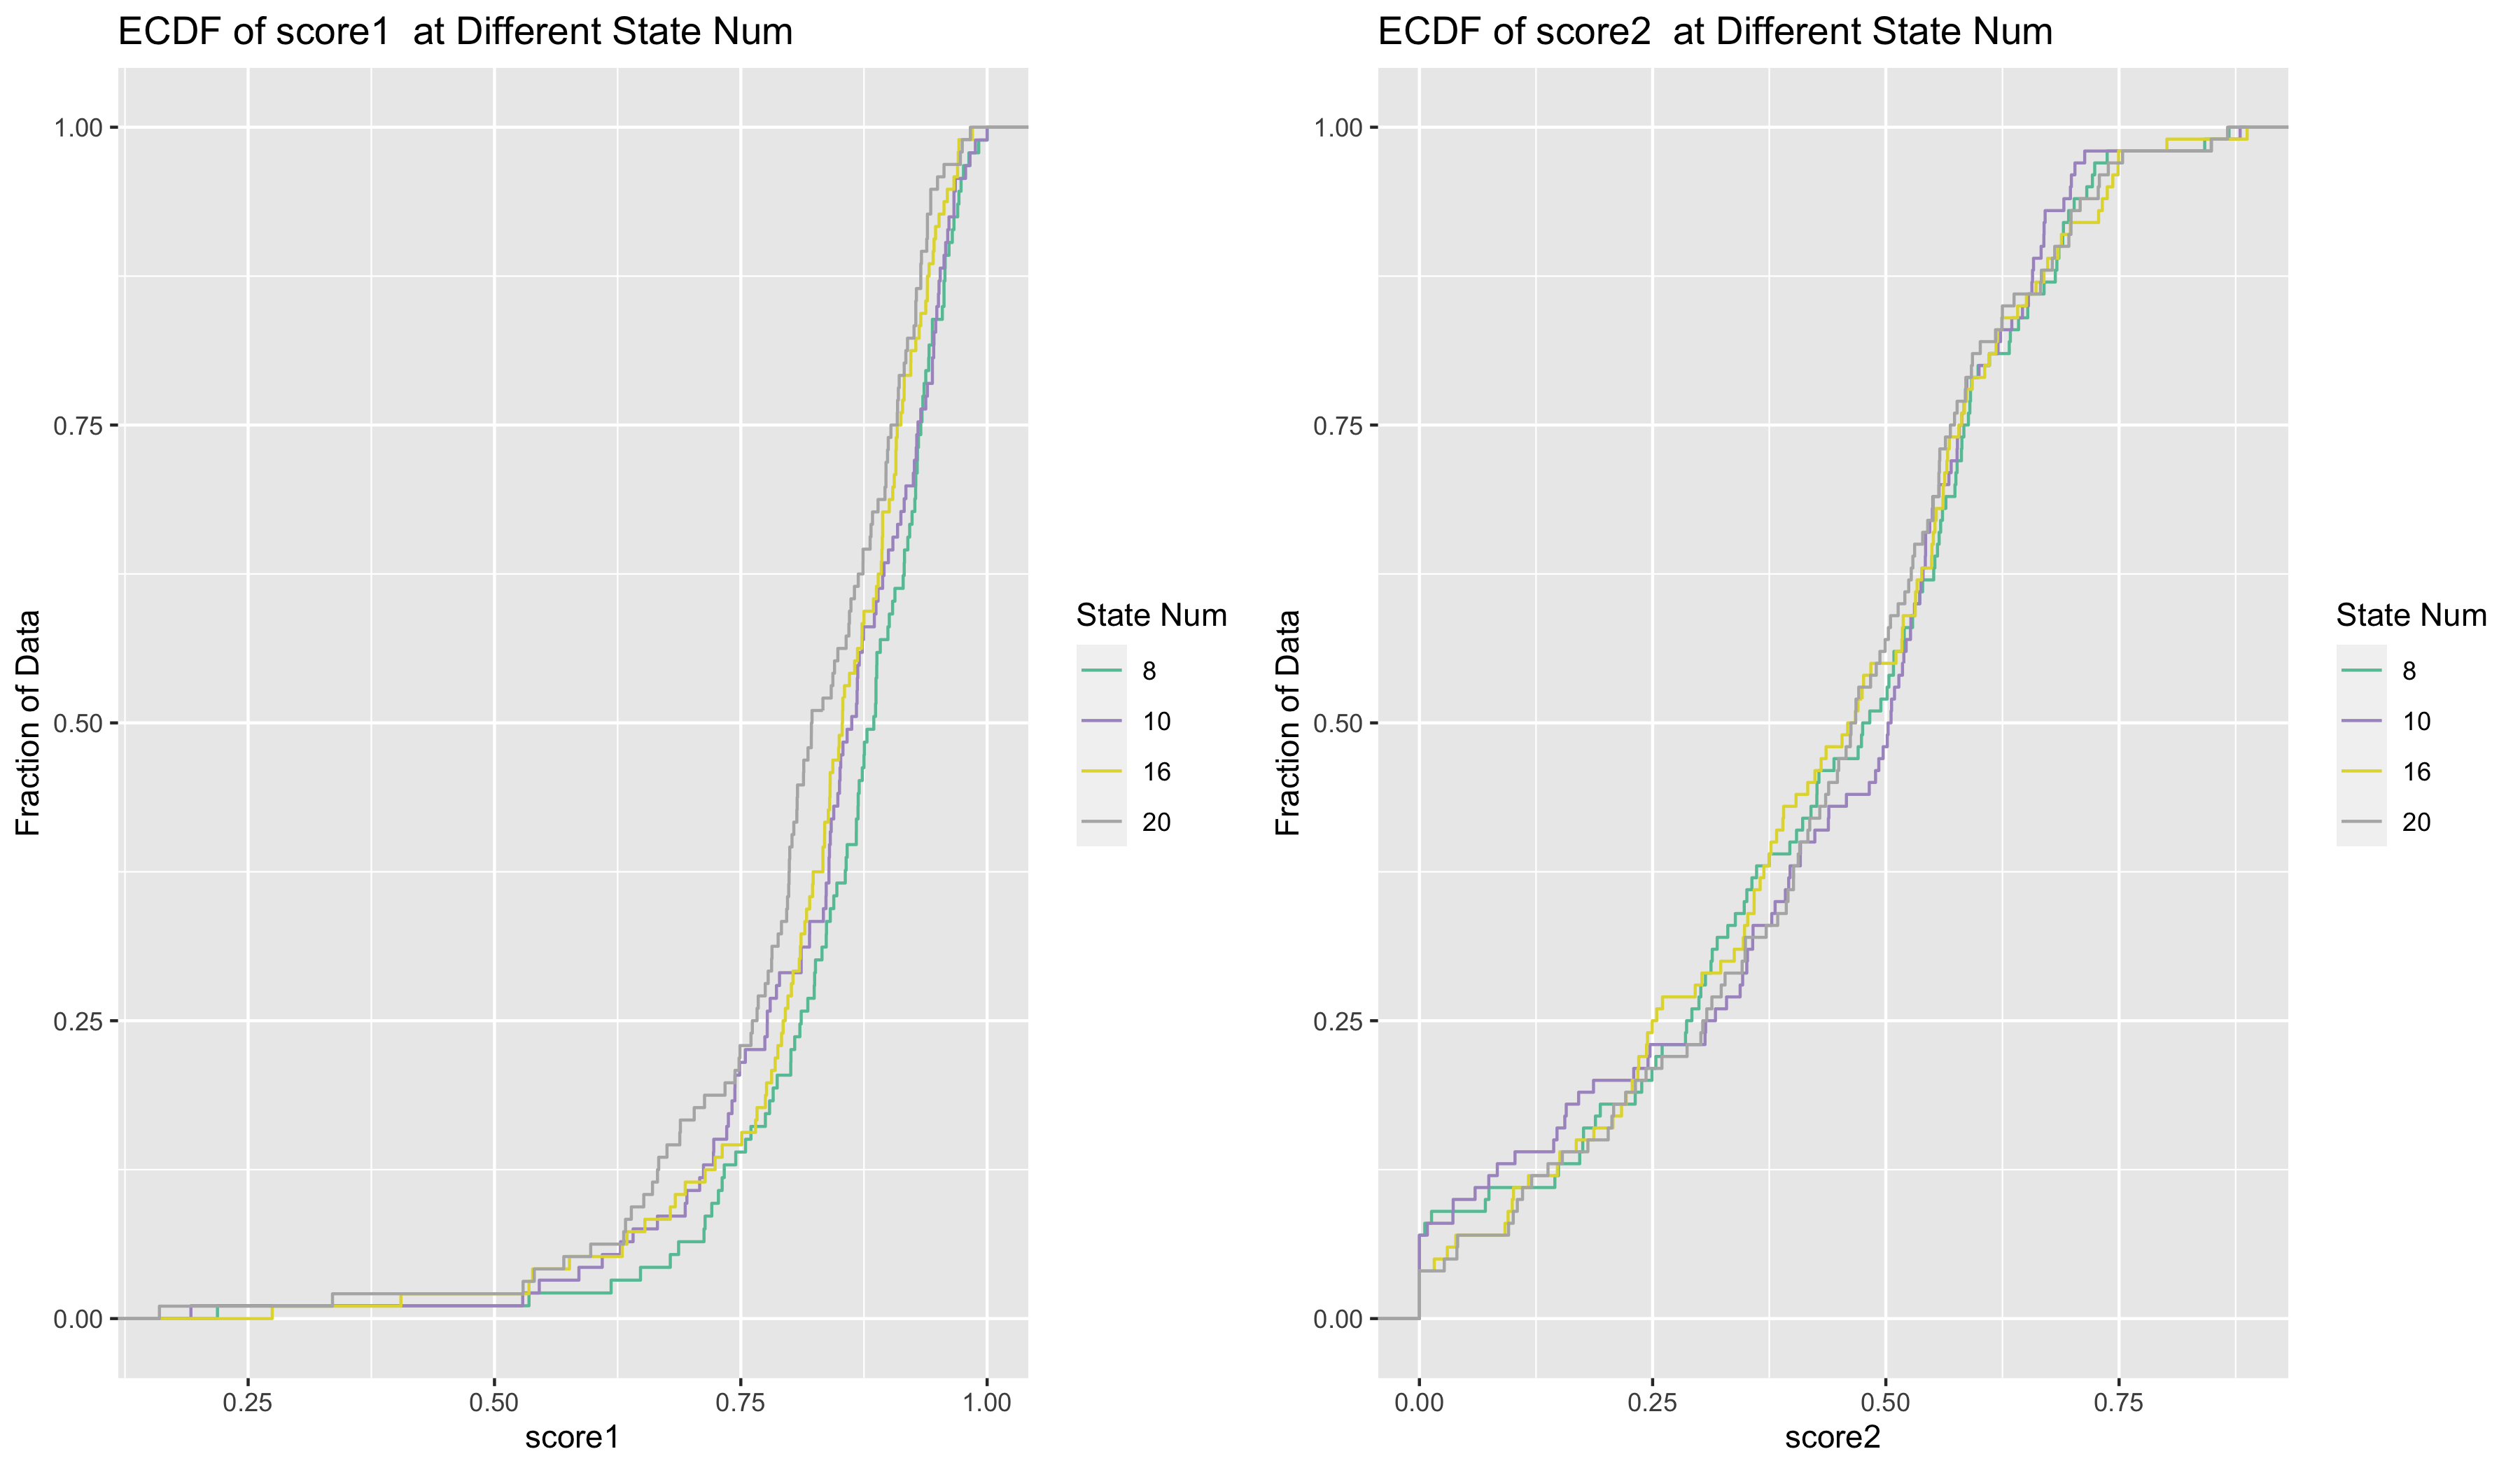 ECDF of score1  at Different State Num
1.00
0.75
0.50
0.25
0.00
Fraction of Data
0.25 0.50 0.75 1.00
score1
State Num
8
10
16
20
ECDF of score2  at Different State Num
1.00
0.75
0.50
0.25
0.00
Fraction of Data
0.00 0.25 0.50 0.75
score2
State Num
8
10
16
20